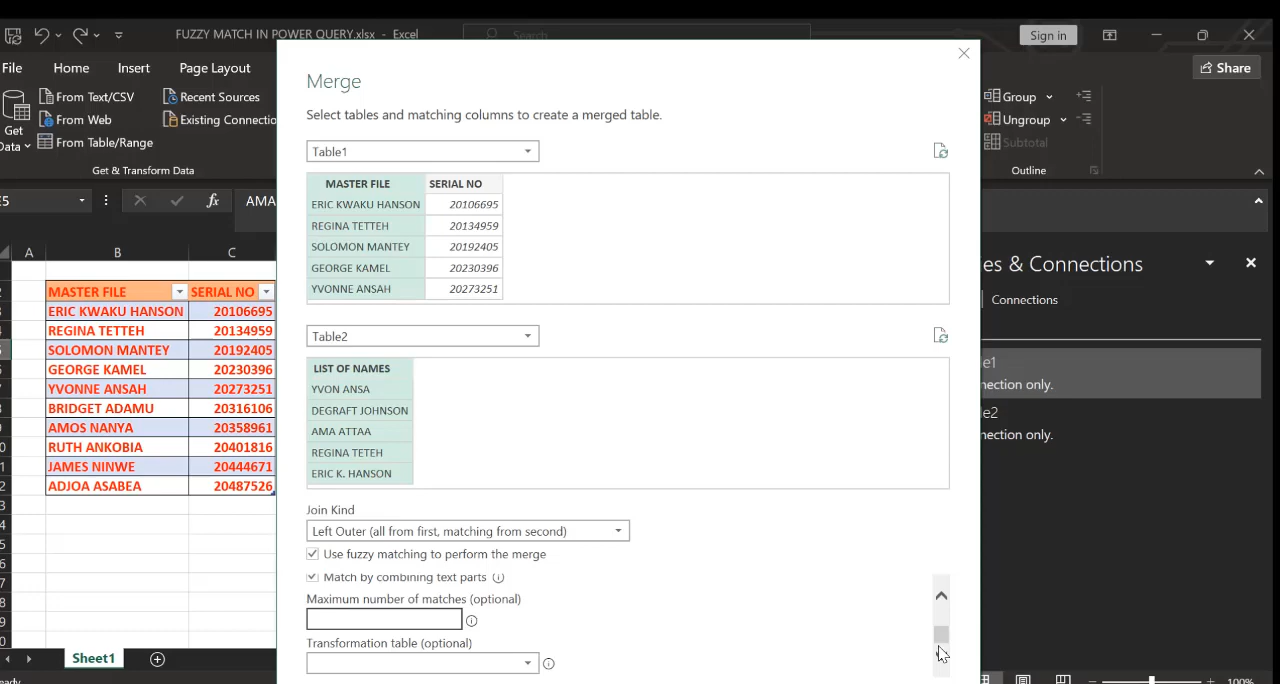 FUZZY MATCH IN POWER QUERY.xlsx - Excel
Search
Sign in
File Home Insert Page Layout
Share
From Text/CSV Recent Sources
From Web Existing Connectio
Get
Data
From Table/Range
Get & Transform Data
Group
Ungroup
Subtotal
Outline
E5 fx AMA
A B C
MASTER FILE SERIAL NO
ERIC KWAKU HANSON 20106695
REGINA TETTEH 20134959
SOLOMON MANTEY 20192405
GEORGE KAMEL 20230396
YVONNE ANSAH 20273251
BRIDGET ADAMU 20316106
AMOS NANYA 20358961
RUTH ANKOBIA 20401816
JAMES NINWE 20444671
ADJOA ASABEA 20487526
Sheet1
eady
Merge
Select tables and matching columns to create a merged table.
Table1
MASTER FILE SERIAL NO
ERIC KWAKU HANSON 20106695
REGINA TETTEH 20134959
SOLOMON MANTEY 20192405
GEORGE KAMEL 20230396
YVONNE ANSAH 20273251
Table2
LIST OF NAMES
YVON ANSA
DEGRAFT JOHNSON
AMA ATTAA
REGINA TETEH
ERIC K. HANSON
Join Kind
Left Outer (all from first, matching from second)
Use fuzzy matching to perform the merge
Match by combining text parts
Maximum number of matches (optional)
Transformation table (optional)
es & Connections
Connections
le1
nection only.
le2
nection only.
100%